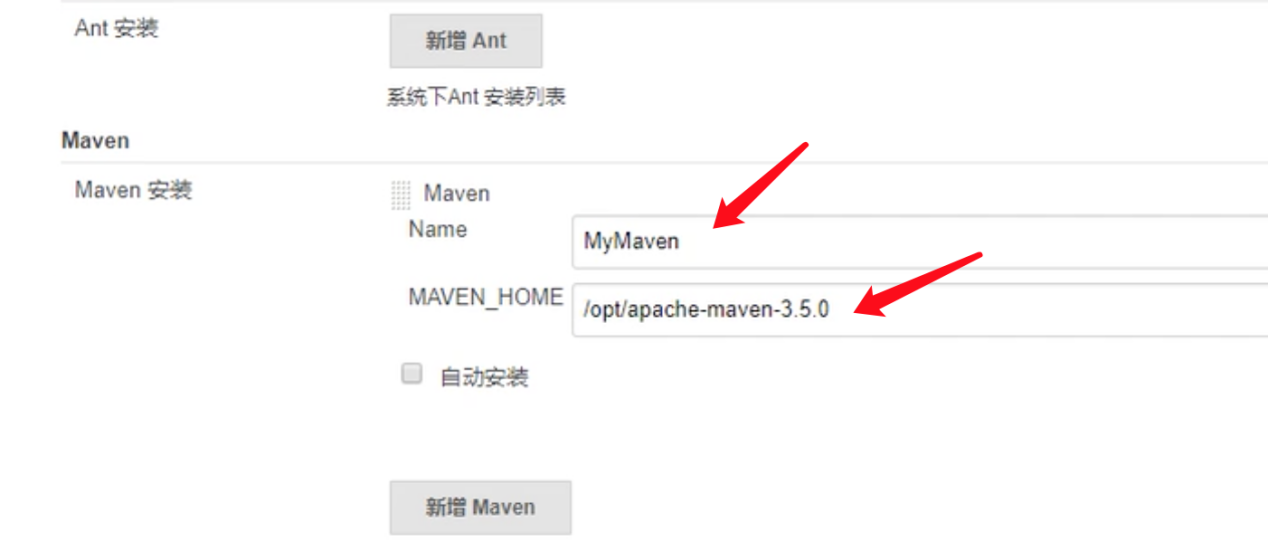 Ant 安装
新增 Ant
系统下Ant 安装列表
Maven
Maven 安装
Maven
Name
MyMaven
MAVEN_HOME
/opt/apache-maven-3.5.0
自动安装
新增 Maven